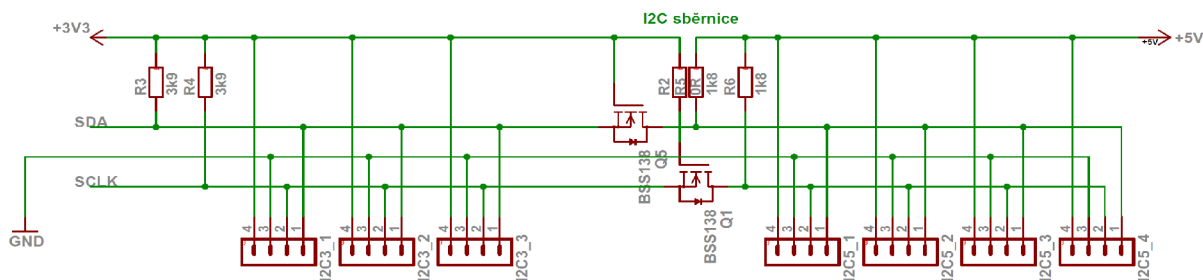 I2C sběrnice
+3V3
+5V
+5V
R3
3k9
R4
3k9
R2
0R
R5
1k8
R6
1k8
SDA
BSS138
Q5
SCLK
BSS138
Q1
GND
4
3
2
1
I2C3_1
4
3
2
1
I2C3_2
4
3
2
1
I2C3_3
4
3
2
1
I2C5_1
4
3
2
1
I2C5_2
4
3
2
1
I2C5_3
4
3
2
1
I2C5_4